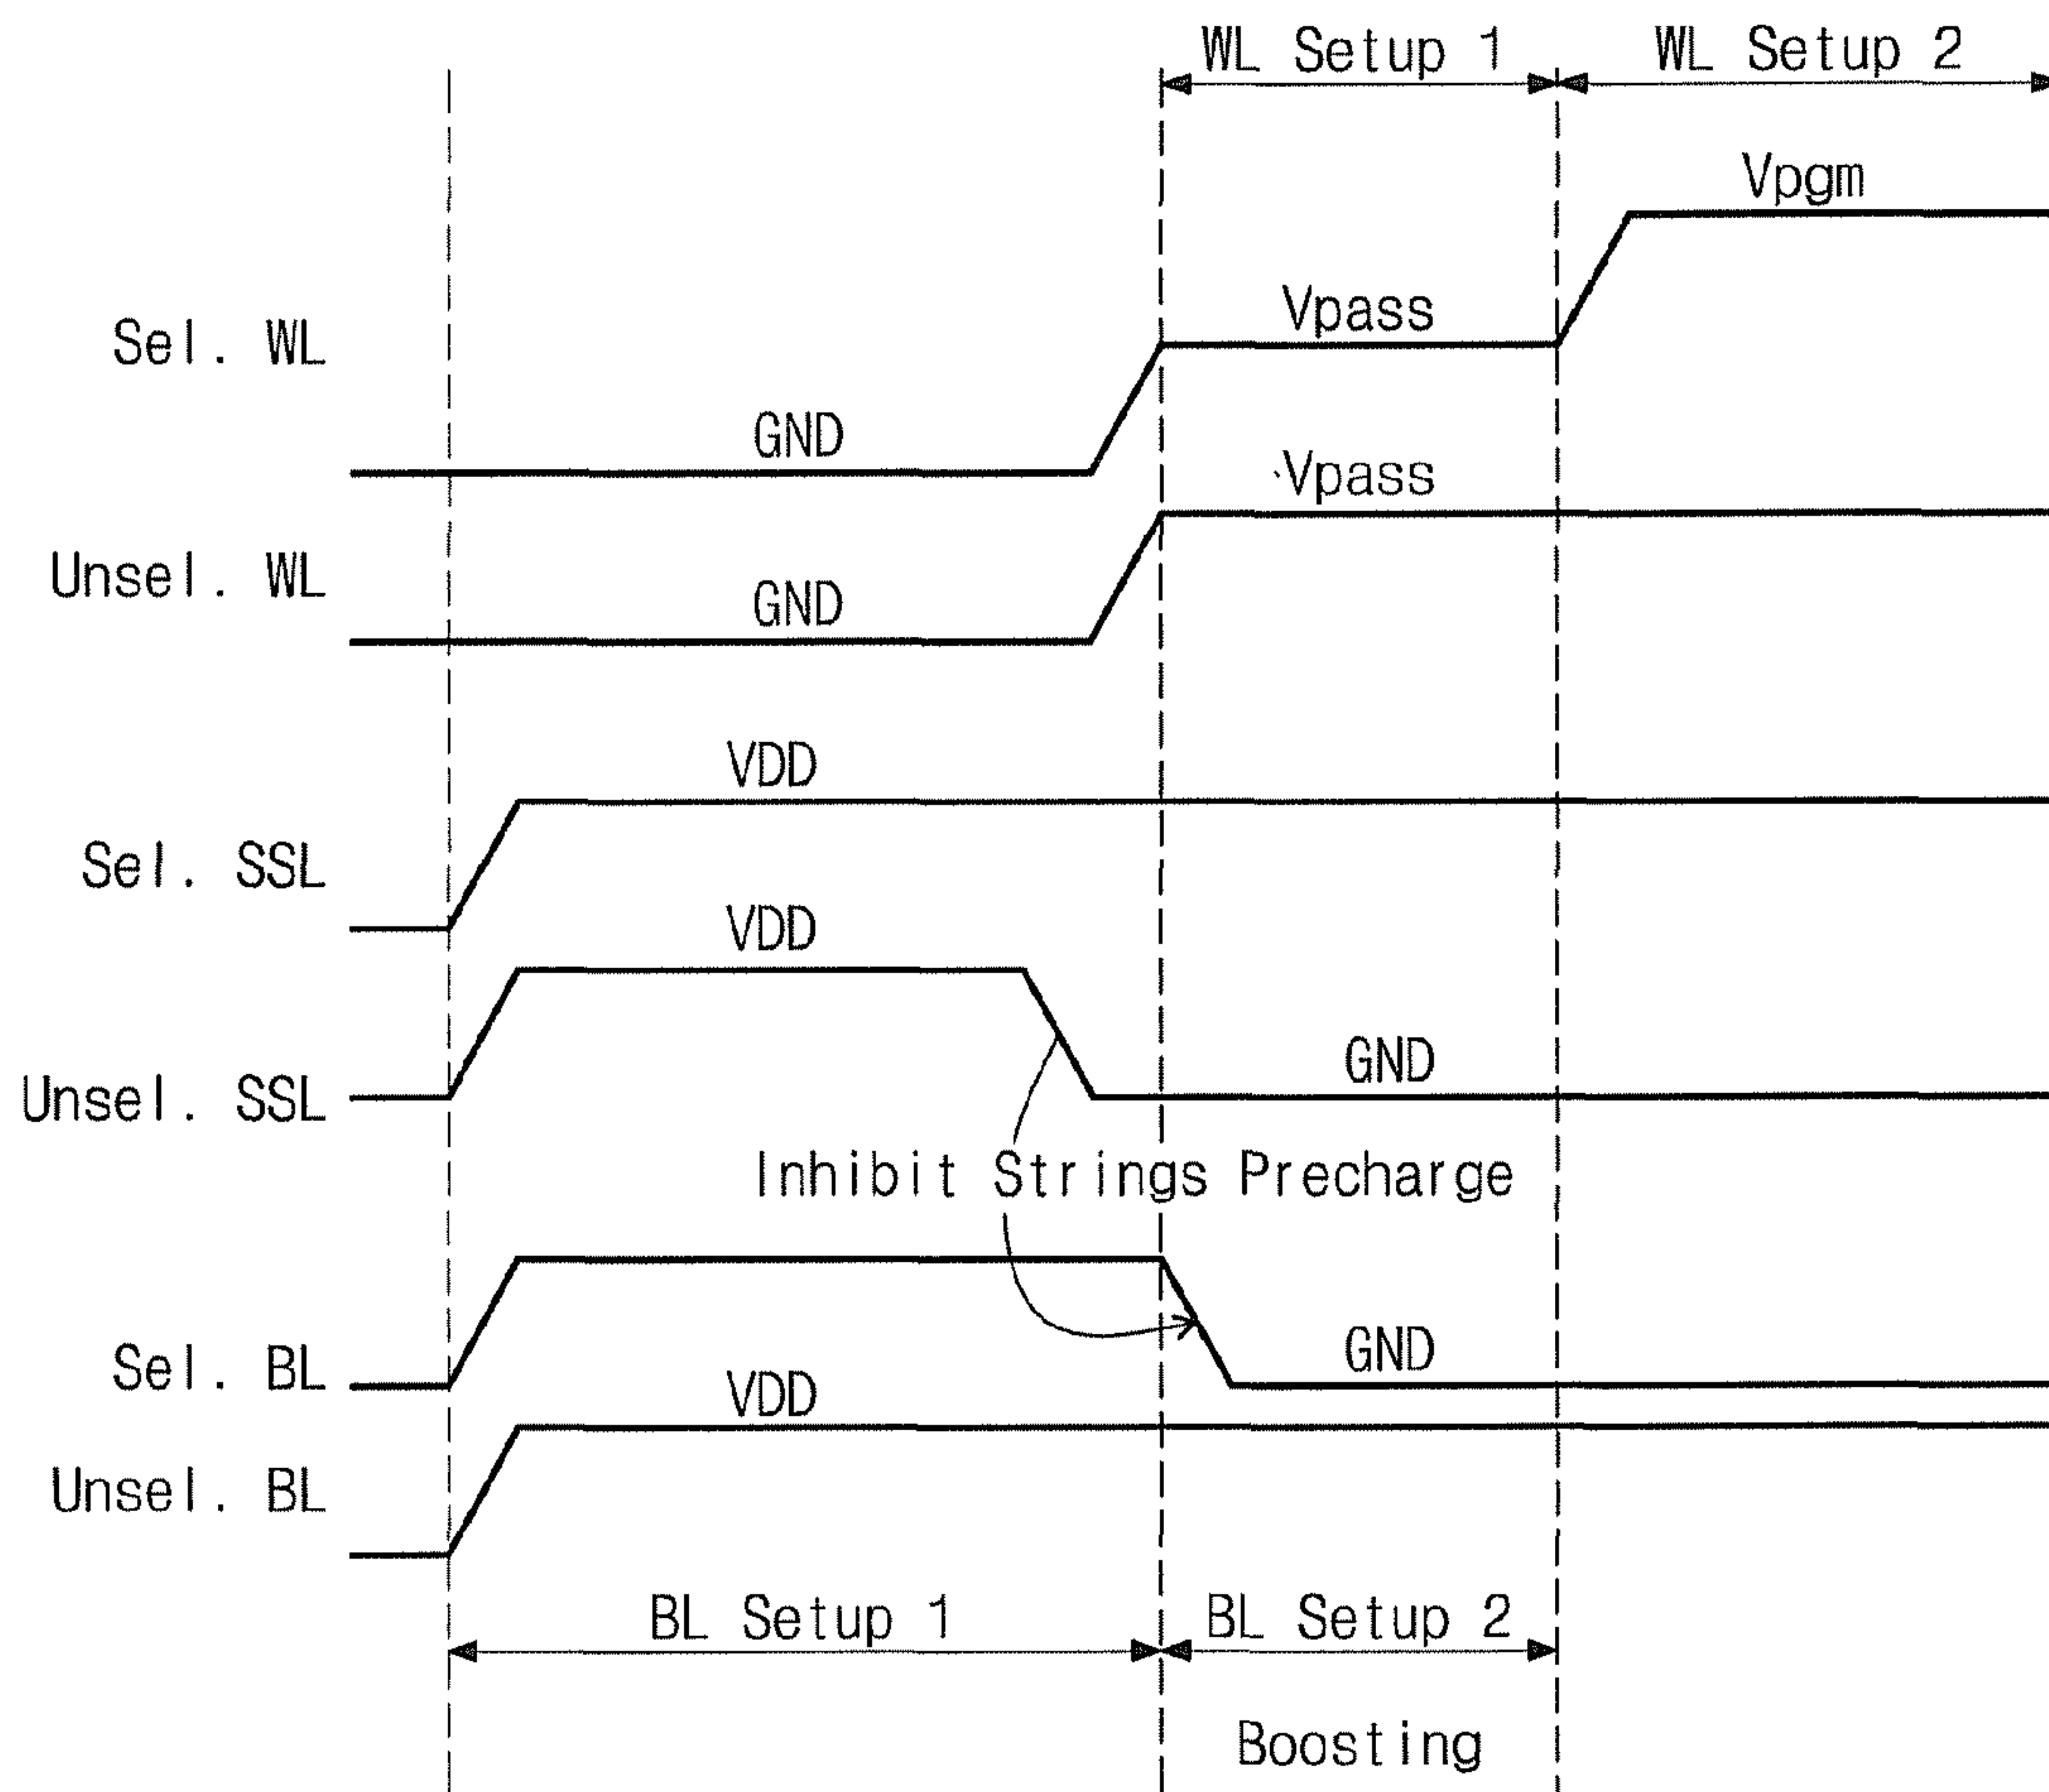 WL Setup 1 WL Setup 2
Vpgm
Vpass
Sel. WL
GND
Vpass
Unsel. WL
GND
VDD
Sel. SSL
VDD
GND
Unsel. SSL
Inhibit Strings Precharge
GND
Sel. BL
VDD
Unsel. BL
BL Setup 1 BL Setup 2
Boosting